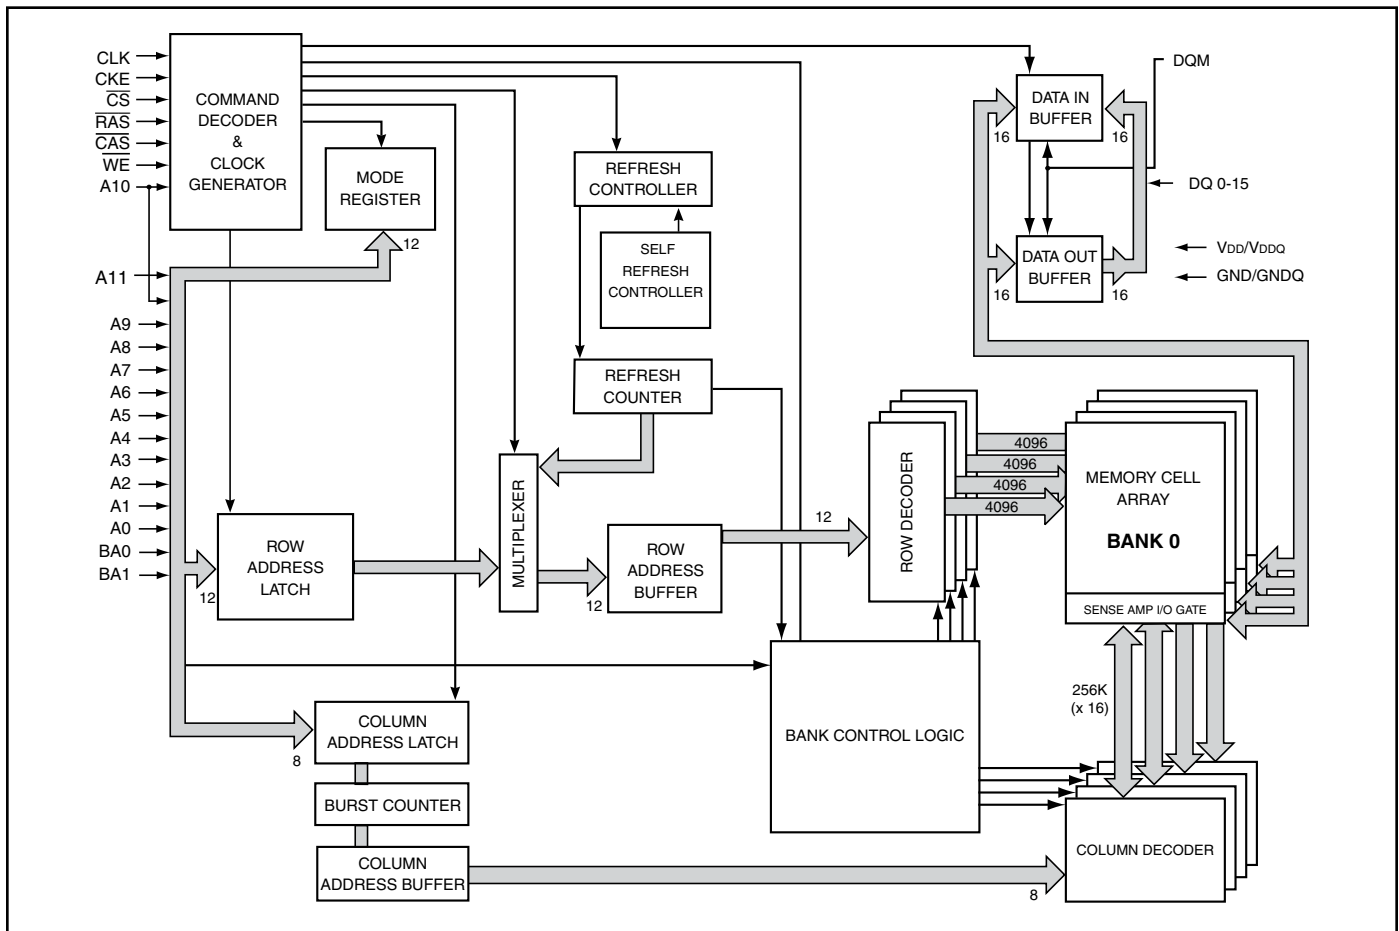 CLK
CKE
CS
RAS
CAS
WE
A10
A11
A9
A8
A7
A6
A5
A4
A3
A2
A1
A0
BA0
BA1
COMMAND
DECODER
&
CLOCK
GENERATOR
MODE
REGISTER
12
REFRESH
CONTROLLER
SELF
REFRESH
CONTROLLER
REFRESH
COUNTER
DATA IN
BUFFER
16
16
DQM
DQ 0-15
DATA OUT
BUFFER
16
16
VDD/VDDQ
GND/GNDQ
ROW
ADDRESS
LATCH
12
MULTIPLEXER
12
ROW
ADDRESS
BUFFER
12
ROW DECODER
4096
4096
4096
4096
MEMORY CELL
ARRAY
BANK 0
SENSE AMP I/O GATE
256K
(x 16)
BANK CONTROL LOGIC
COLUMN
ADDRESS LATCH
8
BURST COUNTER
COLUMN
ADDRESS BUFFER
8
COLUMN DECODER